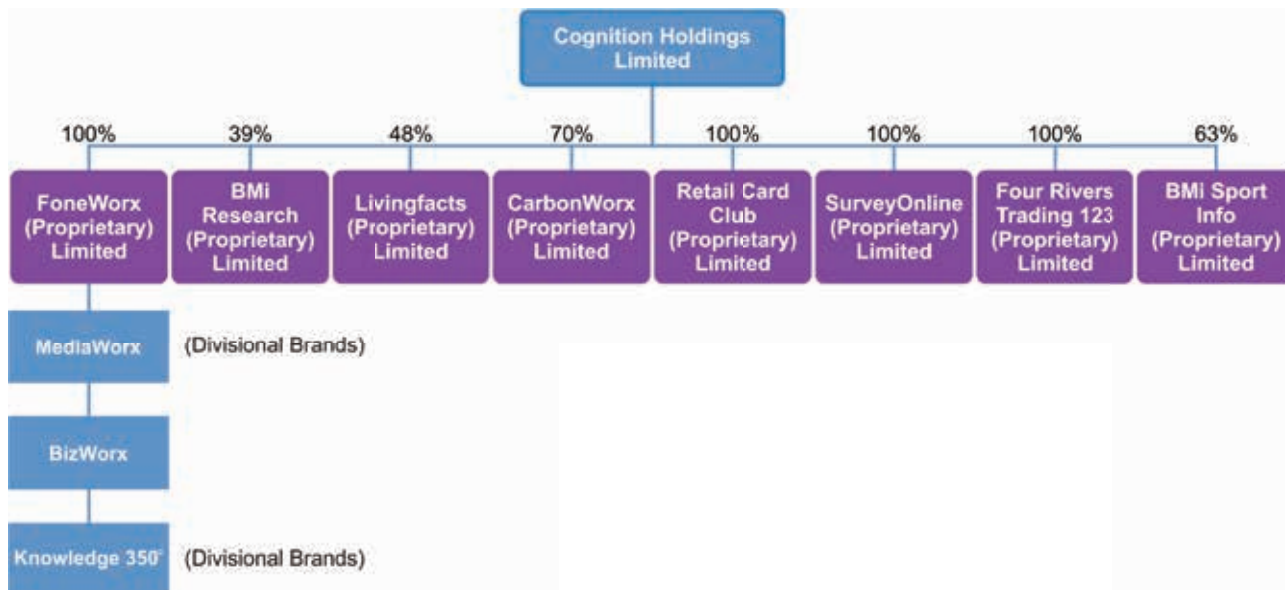 Cognition Holdings
Limited
100%
39%
48%
70%
100%
100%
100%
63%
FoneWorx
(Proprietary)
Limited
BMi
Research
(Proprietary)
Limited
Livingfacts
(Proprietary)
Limited
CarbonWorx
(Proprietary)
Limited
Retail Card
Club
(Proprietary)
Limited
SurveyOnline
(Proprietary)
Limited
Four Rivers
Trading 123
(Proprietary)
Limited
BMi Sport
Info
(Proprietary)
Limited
MediaWorx
(Divisional Brands)
BizWorx
Knowledge 350°
(Divisional Brands)